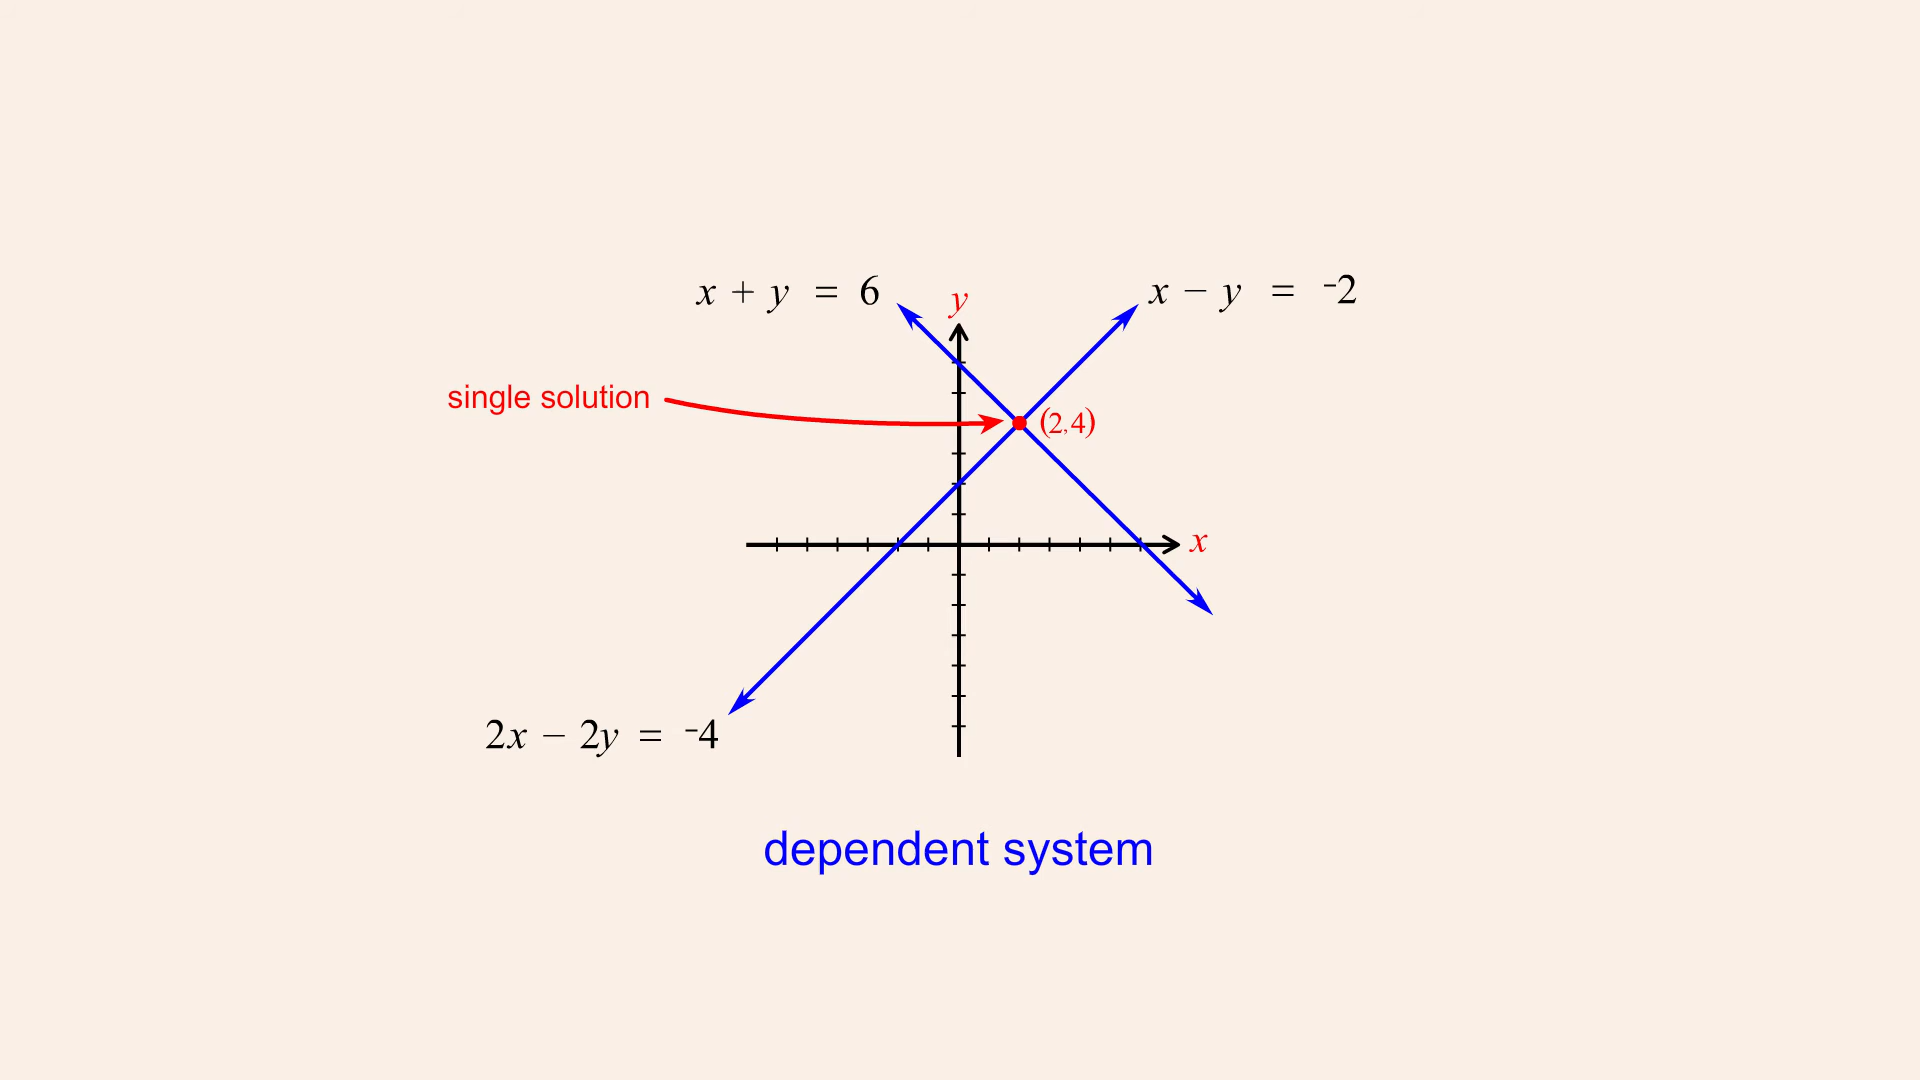 x + y = 6
x − y = ⁻2
y
single solution
(2,4)
x
2x − 2y = ⁻4
dependent system